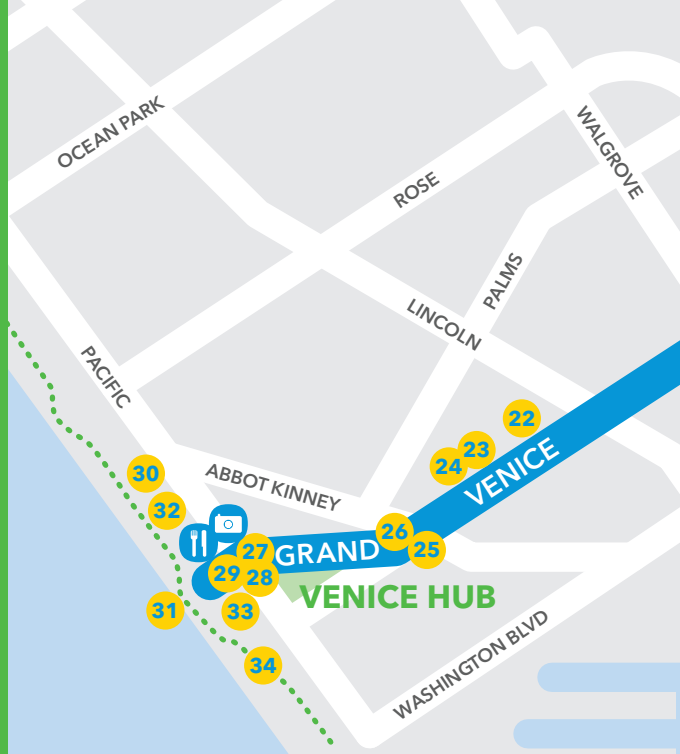 OCEAN PARK
WALGROVE
ROSE
PALMS
LINCOLN
PACIFIC
22
23
24
VENICE
30
ABBOT KINNEY
32
26
27
GRAND
25
29
28
VENICE HUB
31
33
WASHINGTON BLVD
34